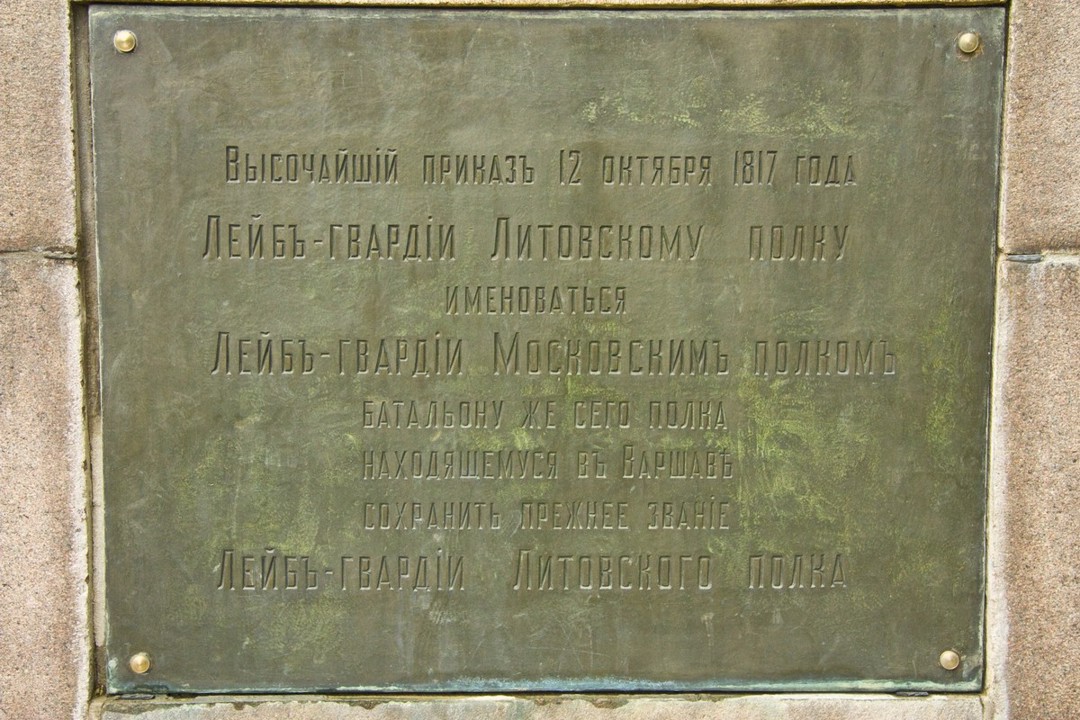 Высочайшій приказъ 12 октября 1817 года
Лейбъ-гвардіи Литовскому полку
именоваться
Лейбъ-гвардіи Московскимъ полкомъ
батальону же сего полка
находящемуся въ Варшавѣ
сохранить прежнее званіе
Лейбъ-гвардіи Литовского полка